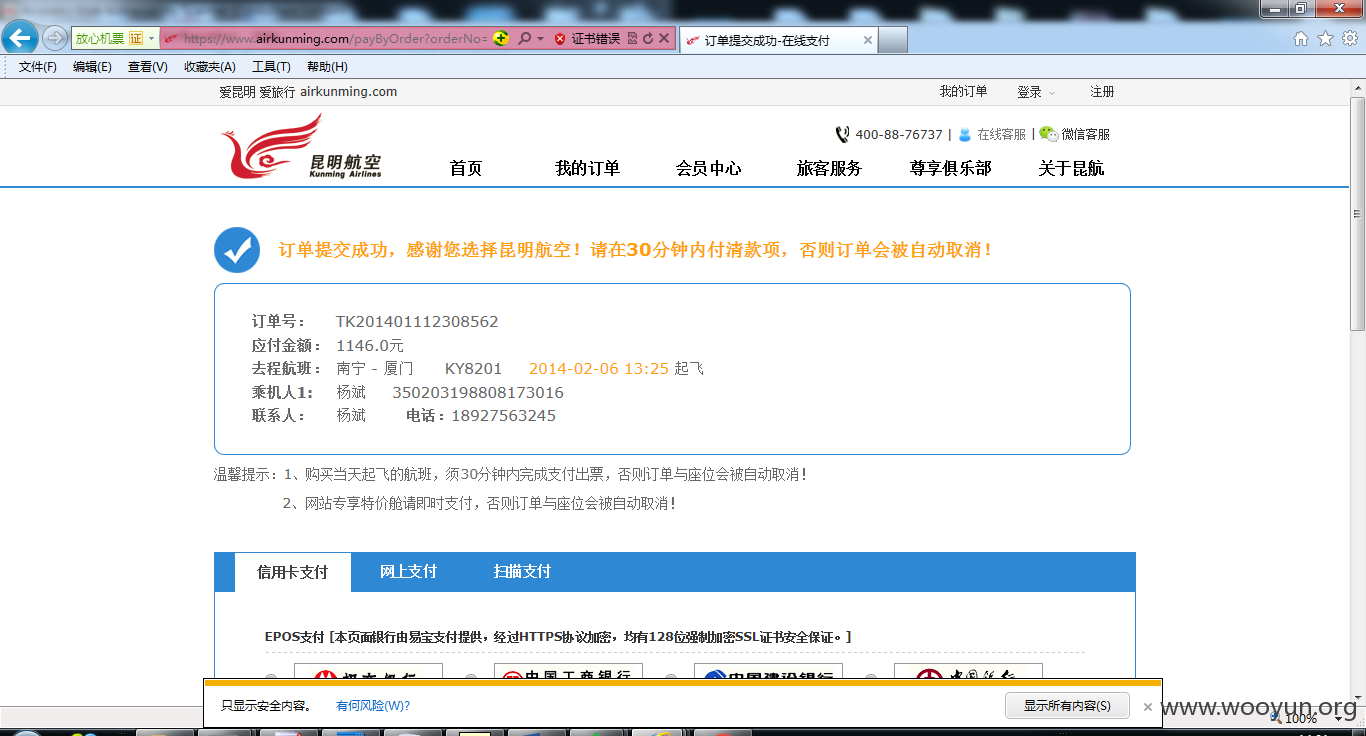 放心机票 证 https://www.airkunming.com/payByOrder?orderNo= 证书错误 订单提交成功-在线支付
文件(F) 编辑(E) 查看(V) 收藏夹(A) 工具(T) 帮助(H)
爱昆明 爱旅行 airkunming.com 我的订单 登录 注册
400-88-76737 | 在线客服 | 微信客服
昆明航空
Kunming Airlines
首页 我的订单 会员中心 旅客服务 尊享俱乐部 关于昆航
订单提交成功，感谢您选择昆明航空！请在30分钟内付清款项，否则订单会被自动取消！
订单号： TK201401112308562
应付金额： 1146.0元
去程航班： 南宁 - 厦门 KY8201 2014-02-06 13:25 起飞
乘机人1: 杨斌 350203198808173016
联系人： 杨斌 电话：18927563245
温馨提示：1、购买当天起飞的航班，须30分钟内完成支付出票，否则订单与座位会被自动取消！
2、网站专享特价舱请即时支付，否则订单与座位会被自动取消！
信用卡支付 网上支付 扫描支付
EPOS支付 [本页面银行由易宝支付提供，经过HTTPS协议加密，均有128位强制加密SSL证书安全保证。]
招商银行 中国工商银行 中国建设银行 中国银行
只显示安全内容。 有何风险(W)? 显示所有内容(S)
www.wooyun.org
100%